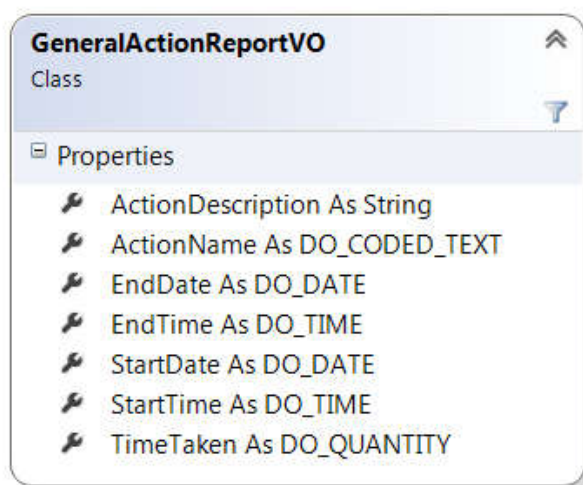 GeneralActionReportVO
Class
Properties
ActionDescription As String
ActionName As DO_CODED_TEXT
EndDate As DO_DATE
EndTime As DO_TIME
StartDate As DO_DATE
StartTime As DO_TIME
TimeTaken As DO_QUANTITY